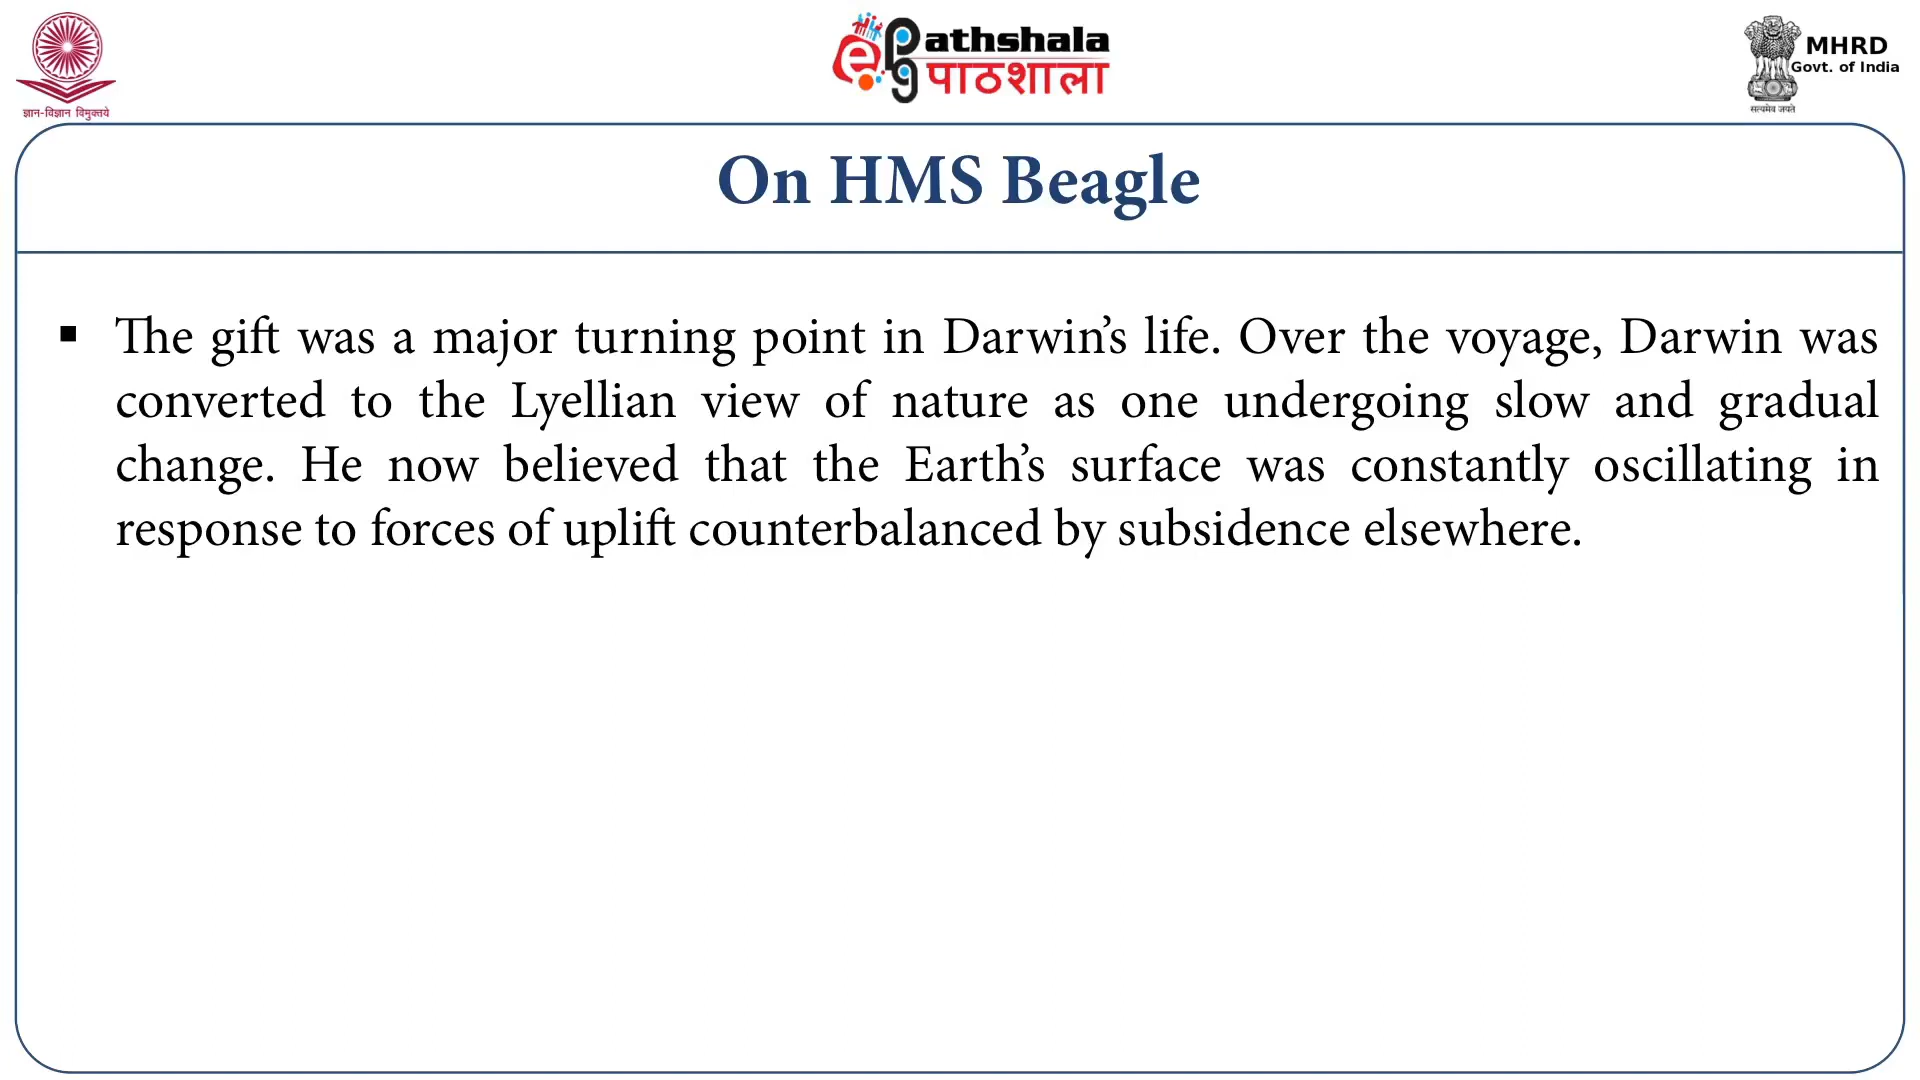 ज्ञान-विज्ञान विमुक्तये
e PG Pathshala
पाठशाला
MHRD
Govt. of India
सत्यमेव जयते
On HMS Beagle
▪ The gift was a major turning point in Darwin’s life. Over the voyage, Darwin was
converted to the Lyellian view of nature as one undergoing slow and gradual
change. He now believed that the Earth’s surface was constantly oscillating in
response to forces of uplift counterbalanced by subsidence elsewhere.